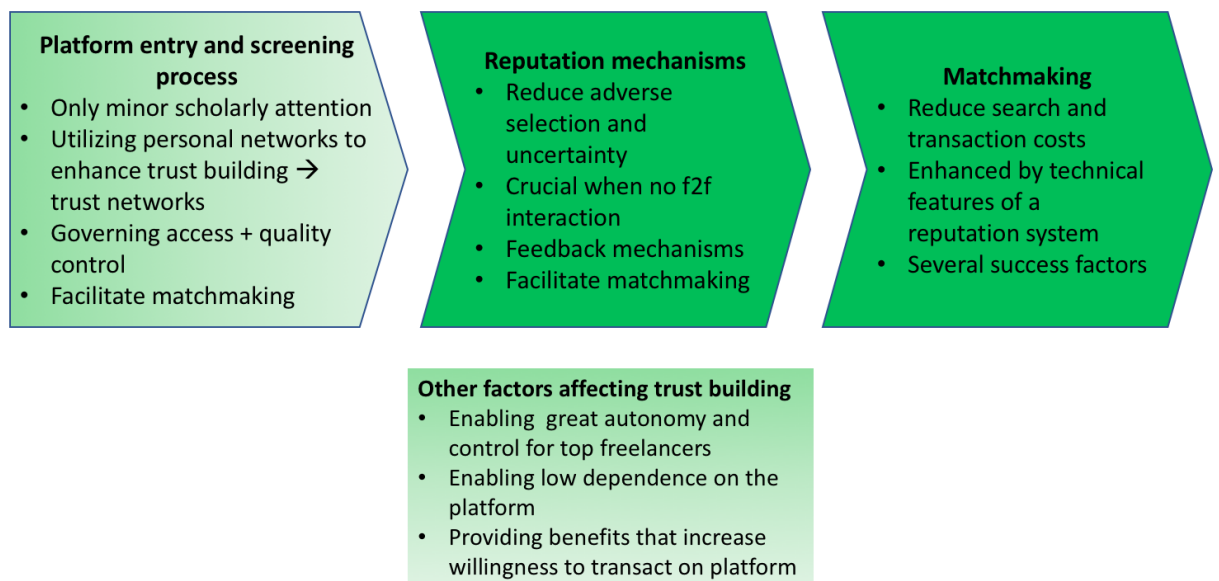 Platform entry and screening
process
• Only minor scholarly attention
• Utilizing personal networks to
enhance trust building →
trust networks
• Governing access + quality
control
• Facilitate matchmaking
Reputation mechanisms
• Reduce adverse
selection and
uncertainty
• Crucial when no f2f
interaction
• Feedback mechanisms
• Facilitate matchmaking
Matchmaking
• Reduce search and
transaction costs
• Enhanced by technical
features of a
reputation system
• Several success factors
Other factors affecting trust building
• Enabling great autonomy and
control for top freelancers
• Enabling low dependence on the
platform
• Providing benefits that increase
willingness to transact on platform